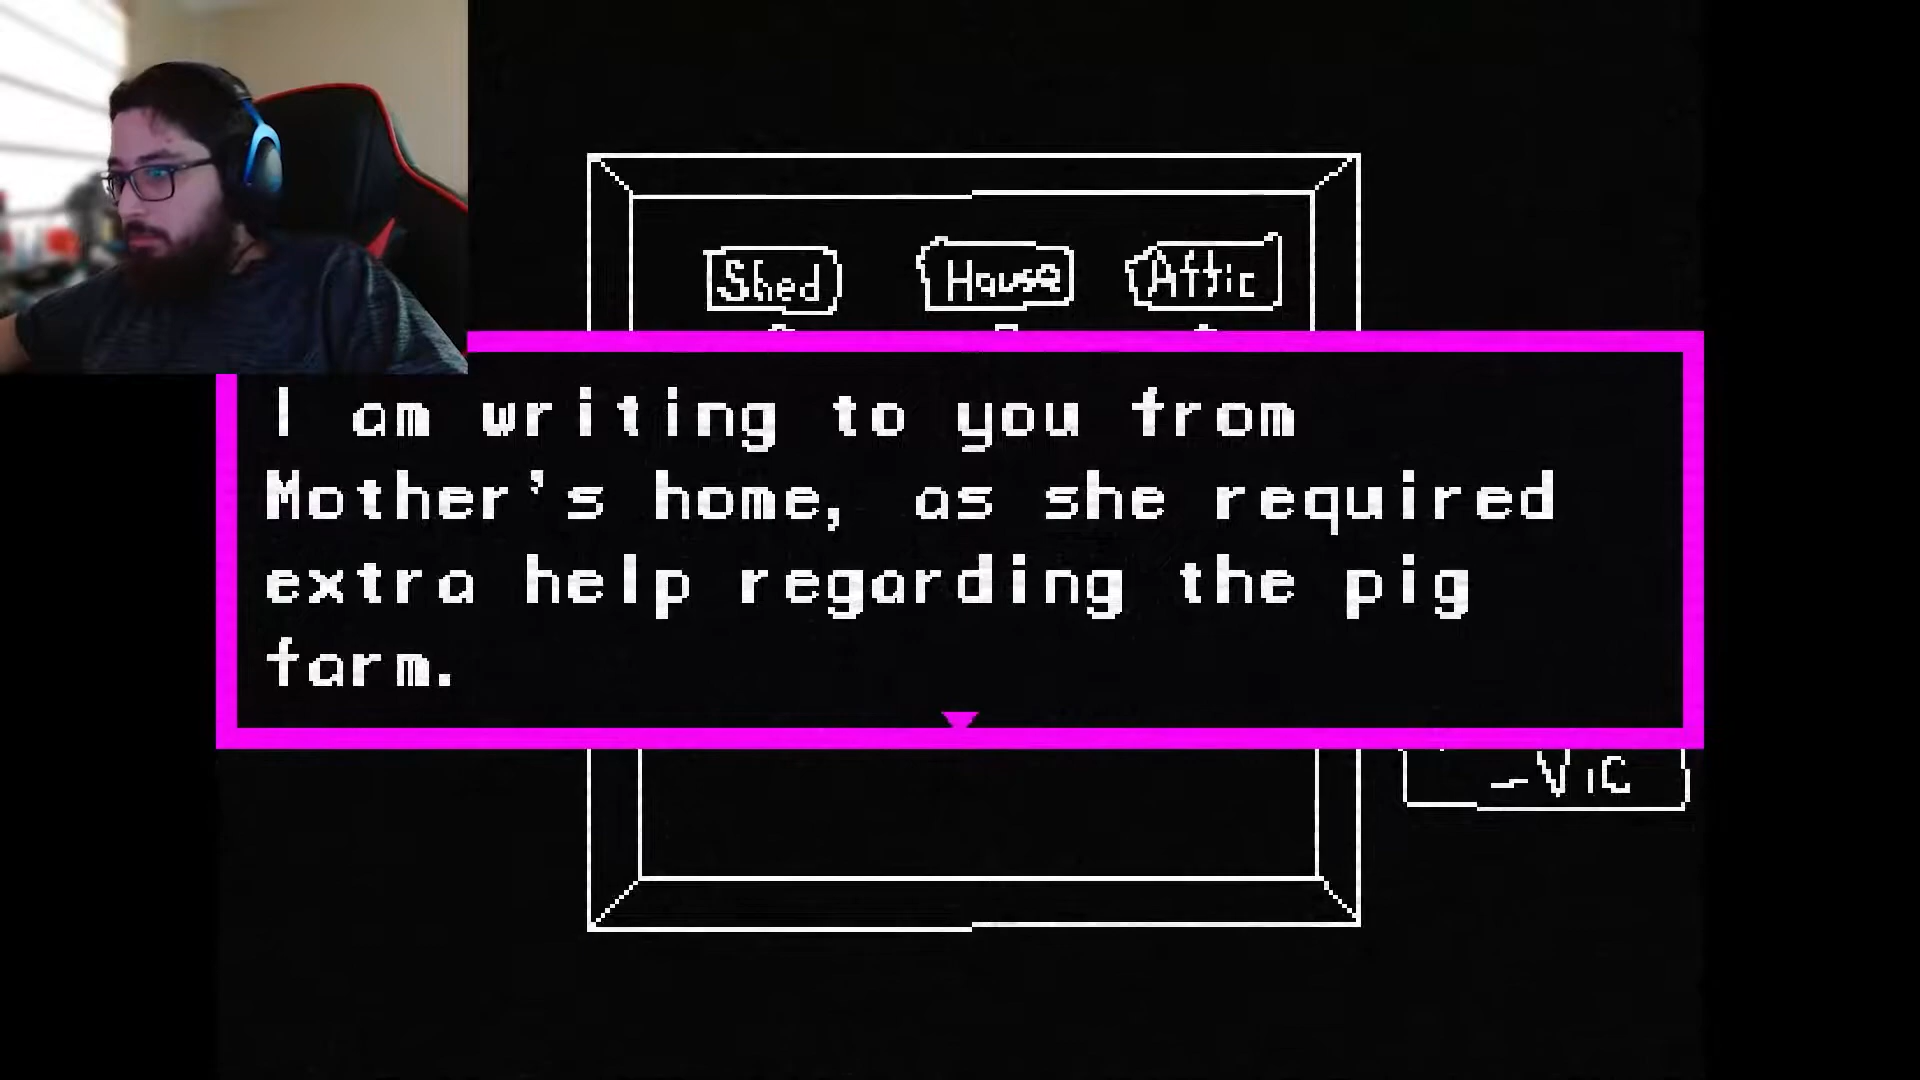 Shed House Attic
I am writing to you from
Mother's home, as she required
extra help regarding the pig
farm.
-Vic